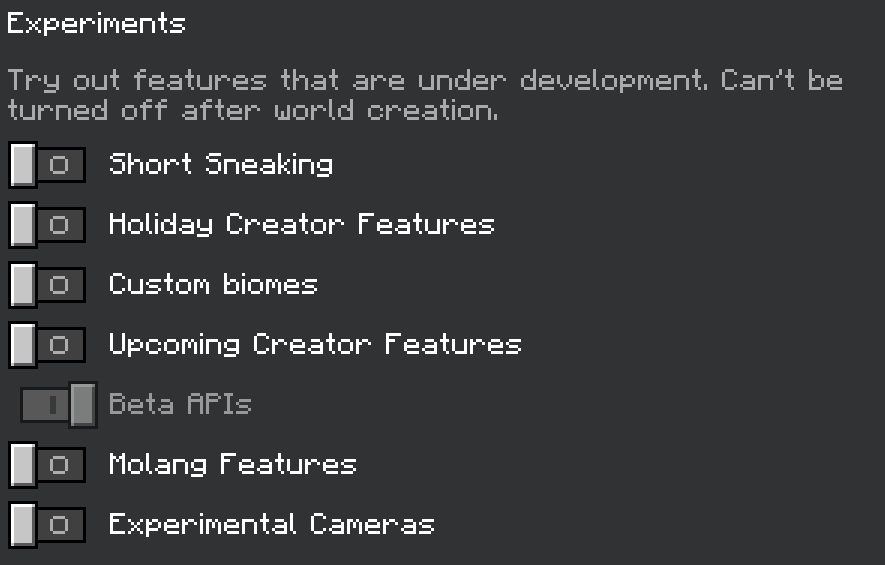 Experiments
Try out features that are under development. Can't be
turned off after world creation.
Short Sneaking
Holiday Creator Features
Custom biomes
Upcoming Creator Features
Beta APIs
Molang Features
Experimental Cameras